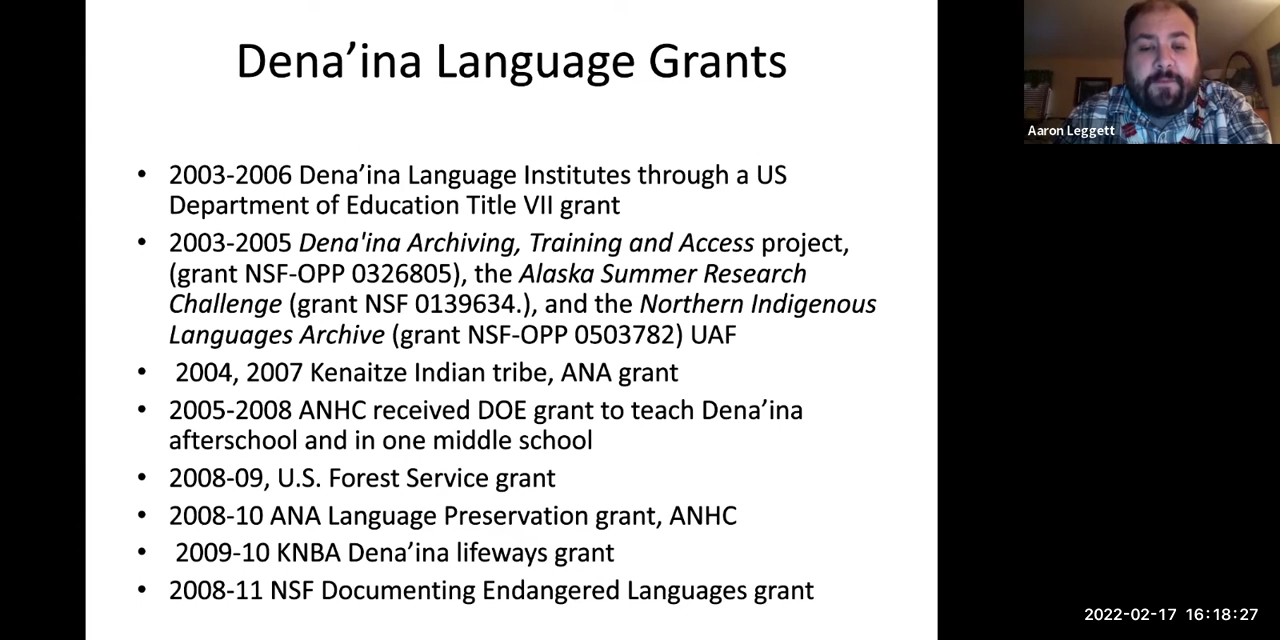 Dena’ina Language Grants
• 2003-2006 Dena’ina Language Institutes through a US
Department of Education Title VII grant
• 2003-2005 Dena'ina Archiving, Training and Access project,
(grant NSF-OPP 0326805), the Alaska Summer Research
Challenge (grant NSF 0139634.), and the Northern Indigenous
Languages Archive (grant NSF-OPP 0503782) UAF
• 2004, 2007 Kenaitze Indian tribe, ANA grant
• 2005-2008 ANHC received DOE grant to teach Dena’ina
afterschool and in one middle school
• 2008-09, U.S. Forest Service grant
• 2008-10 ANA Language Preservation grant, ANHC
• 2009-10 KNBA Dena’ina lifeways grant
• 2008-11 NSF Documenting Endangered Languages grant
Aaron Leggett
2022-02-17 16:18:27